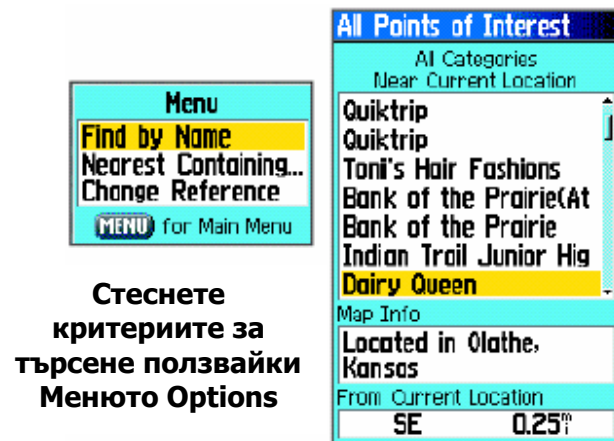 Menu
Find by Name
Nearest Containing...
Change Reference
MENU for Main Menu
Стеснете
критериите за
търсене ползвайки
Менюто Options
All Points of Interest
All Categories
Near Current Location
Quiktrip
Quiktrip
Toni's Hair Fashions
Bank of the Prairie(At
Bank of the Prairie
Indian Trail Junior Hig
Dairy Queen
Map Info
Located in Olathe,
Kansas
From Current Location
SE 0.25m